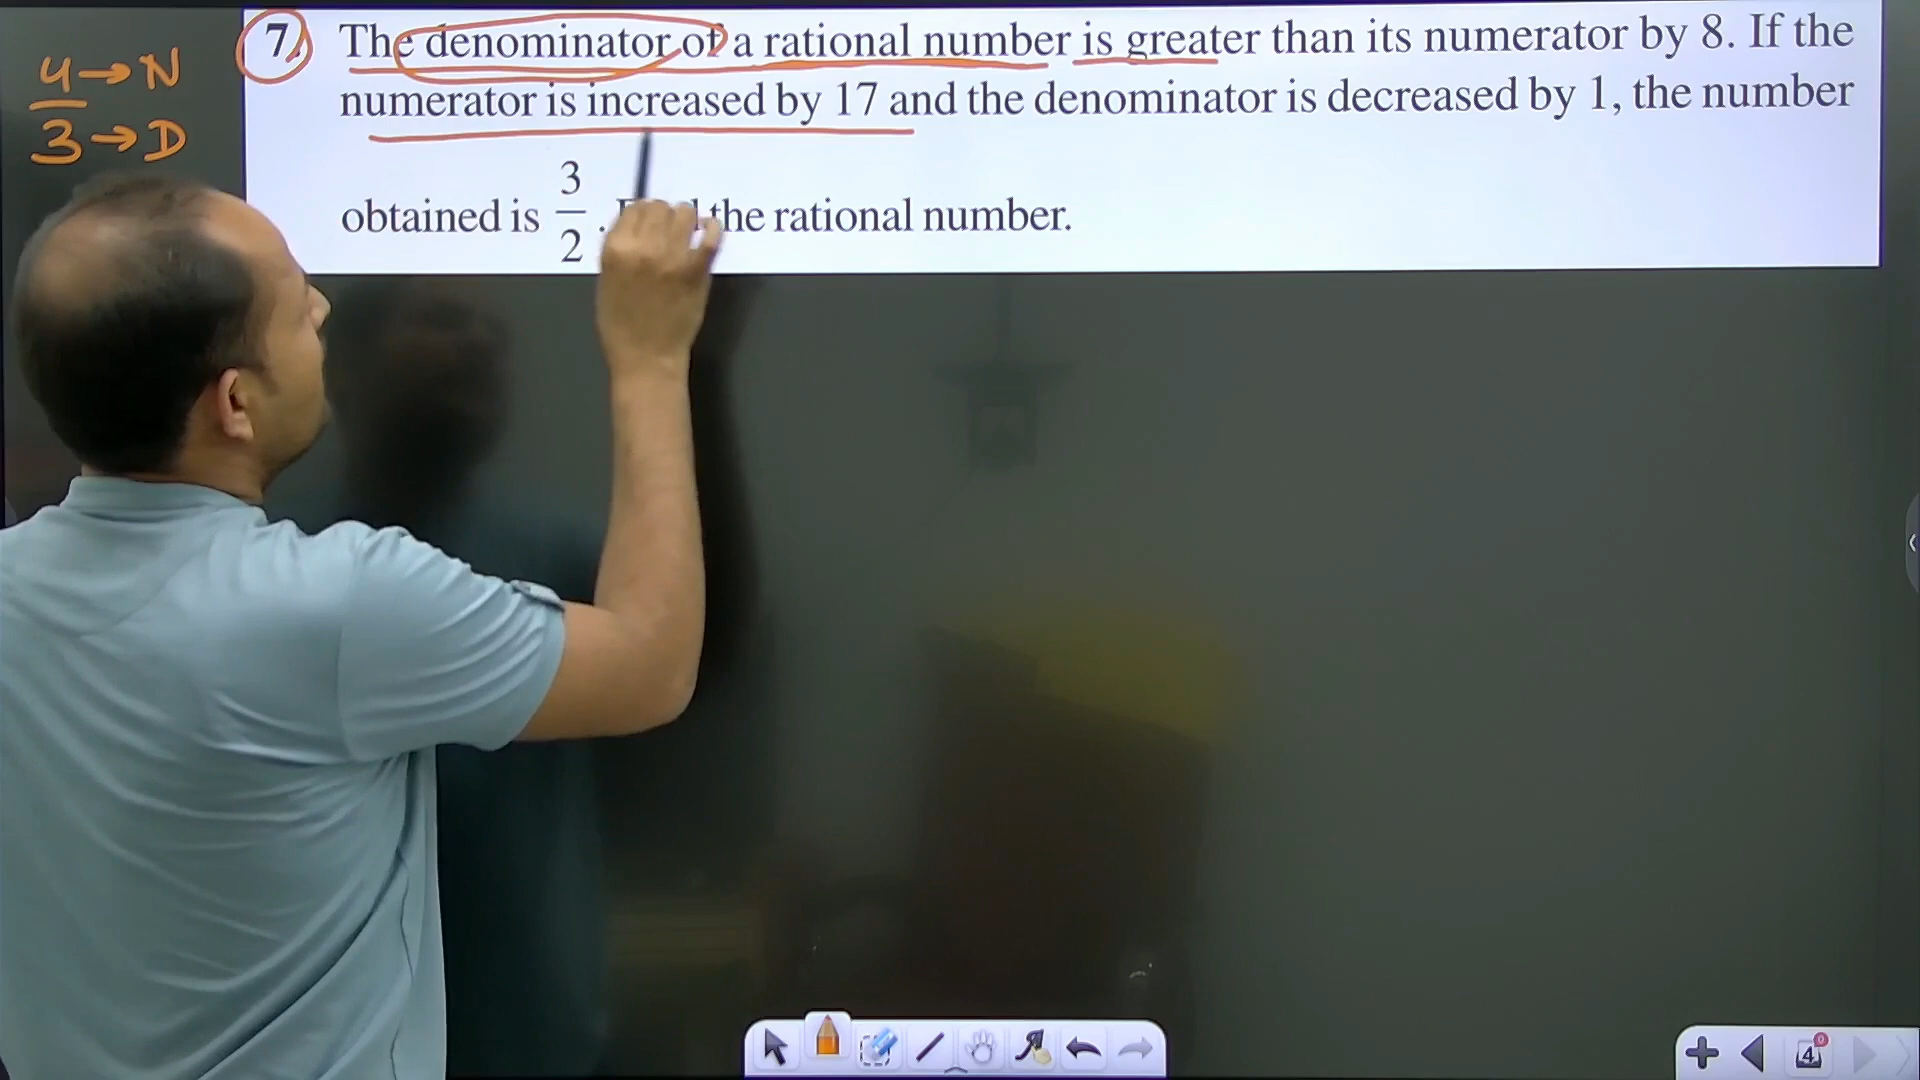 4→N
3→D
7. The denominator of a rational number is greater than its numerator by 8. If the
numerator is increased by 17 and the denominator is decreased by 1, the number
obtained is 3/2. the rational number.
4
0